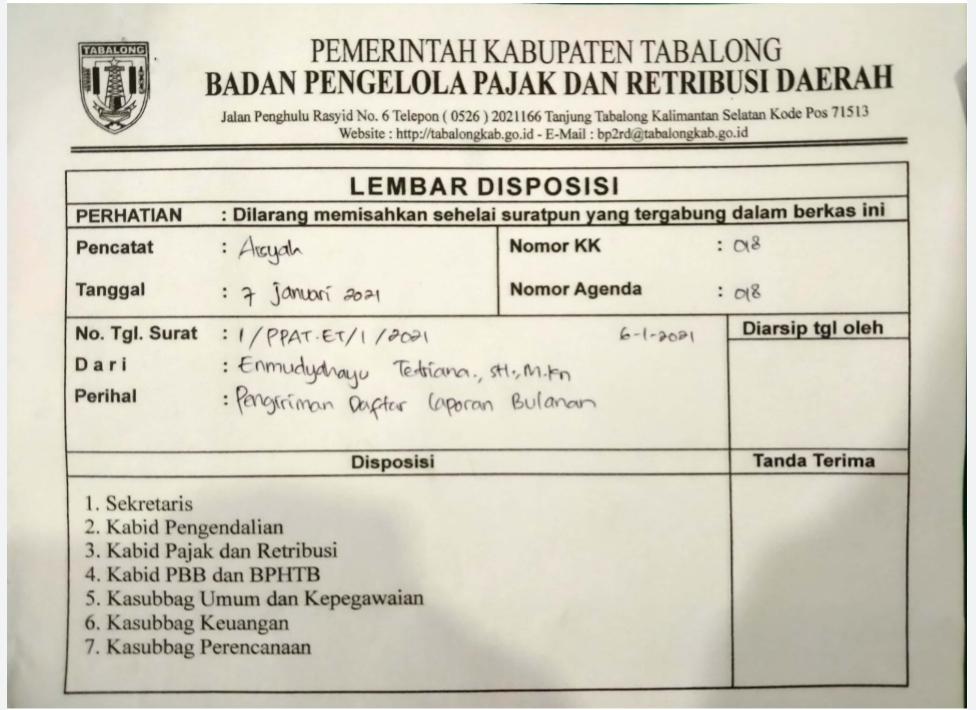 TABALONG
PEMERINTAH KABUPATEN TABALONG
BADAN PENGELOLA PAJAK DAN RETRIBUSI DAERAH
Jalan Penghulu Rasyid No. 6 Telepon ( 0526 ) 2021166 Tanjung Tabalong Kalimantan Selatan Kode Pos 71513
Website : http://tabalongkab.go.id - E-Mail : bp2rd@tabalongkab.go.id
LEMBAR DISPOSISI
PERHATIAN : Dilarang memisahkan sehelai suratpun yang tergabung dalam berkas ini
Pencatat : Aisyah
Nomor KK : 018
Tanggal : 7 Januari 2021
Nomor Agenda : 018
No. Tgl. Surat : 1/PPAT-ET/1/2021 6-1-2021
Diarsip tgl oleh
Dari : Enmudydhayu Tedriana., SH., M.Kn
Perihal : Pengiriman Daftar Laporan Bulanan
Disposisi
Tanda Terima
1. Sekretaris
2. Kabid Pengendalian
3. Kabid Pajak dan Retribusi
4. Kabid PBB dan BPHTB
5. Kasubbag Umum dan Kepegawaian
6. Kasubbag Keuangan
7. Kasubbag Perencanaan